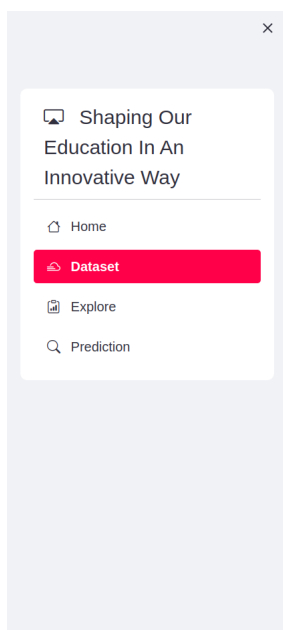 Shaping Our
Education In An
Innovative Way
Home
Dataset
Explore
Prediction